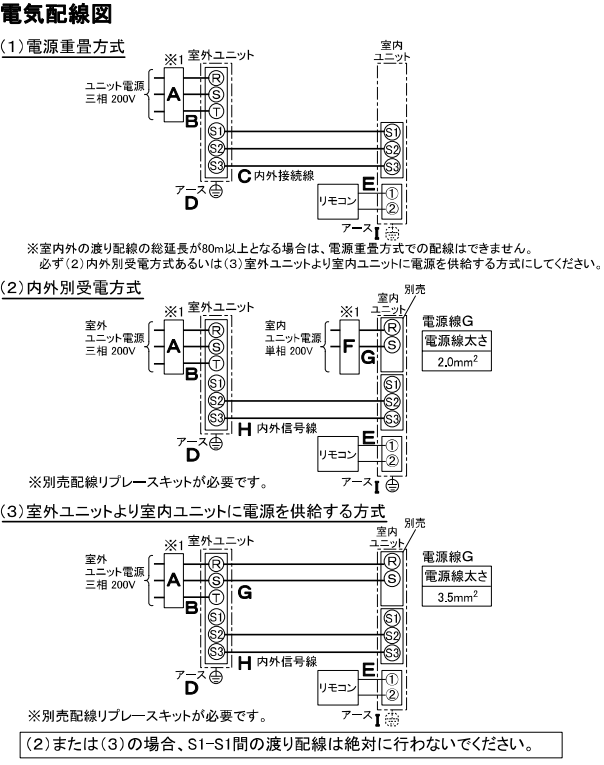 電気配線図
(1)電源重畳方式
※1 室外ユニット
室内
ユニット
ユニット電源
三相 200V
A
R
S
T
B
S1
S2
S3
S1
S2
S3
C 内外接続線
アース
D
E
リモコン
①
②
アース I
※室内外の渡り配線の総延長が80m以上となる場合は、電源重畳方式での配線はできません。
必ず(2)内外別受電方式あるいは(3)室外ユニットより室内ユニットに電源を供給する方式にしてください。
(2)内外別受電方式
※1 室外ユニット
※1
室内
ユニット
別売
室外
ユニット電源
三相 200V
A
R
S
T
B
S1
S2
S3
室内
ユニット電源
単相 200V
F
G
R
S
S1
S2
S3
電源線G
電源線太さ
2.0mm²
H 内外信号線
アース
D
E
リモコン
①
②
アース I
※別売配線リプレースキットが必要です。
(3)室外ユニットより室内ユニットに電源を供給する方式
※1 室外ユニット
室内
ユニット
別売
室外
ユニット電源
三相 200V
A
R
S
T
B
S1
S2
S3
G
R
S
S1
S2
S3
電源線G
電源線太さ
3.5mm²
H 内外信号線
アース
D
E
リモコン
①
②
アース I
※別売配線リプレースキットが必要です。
(2)または(3)の場合、S1-S1間の渡り配線は絶対に行わないでください。